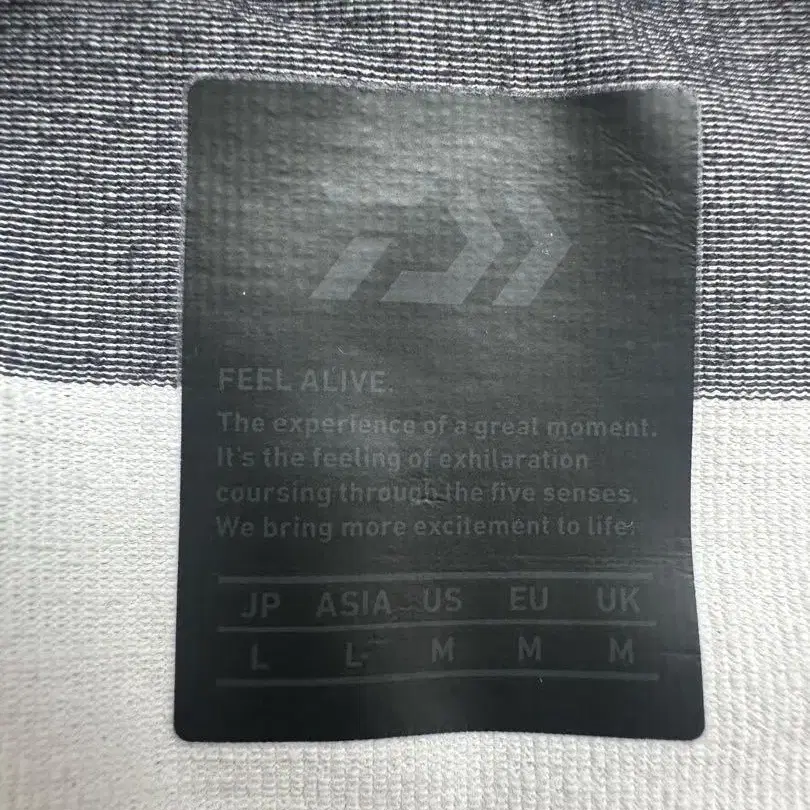 FEEL ALIVE.
The experience of a great moment.
It's the feeling of exhilaration
coursing through the five senses.
We bring more excitement to life.
JP ASIA US EU UK
L L M M M